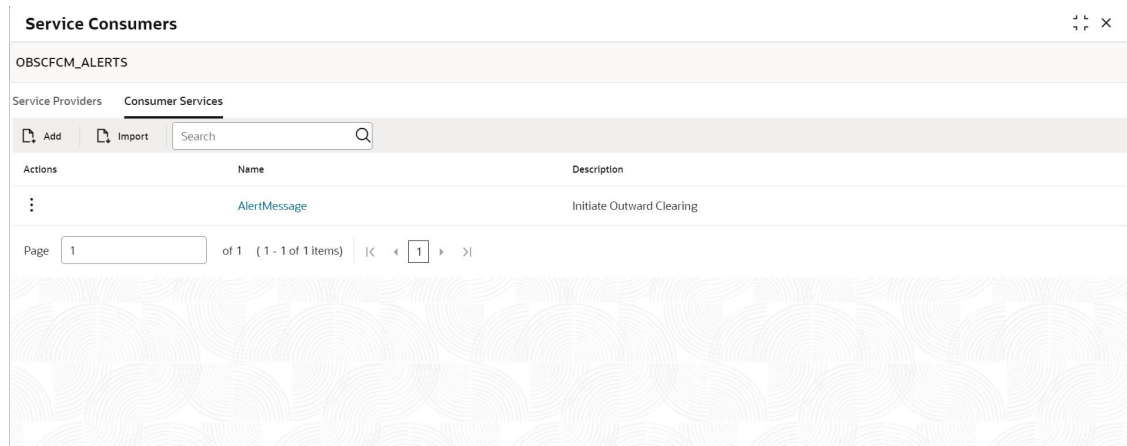 Service Consumers
OBSCFCM_ALERTS
Service Providers Consumer Services
Add Import Search
Actions Name Description
AlertMessage Initiate Outward Clearing
Page 1 of 1 ( 1 - 1 of 1 items) 1